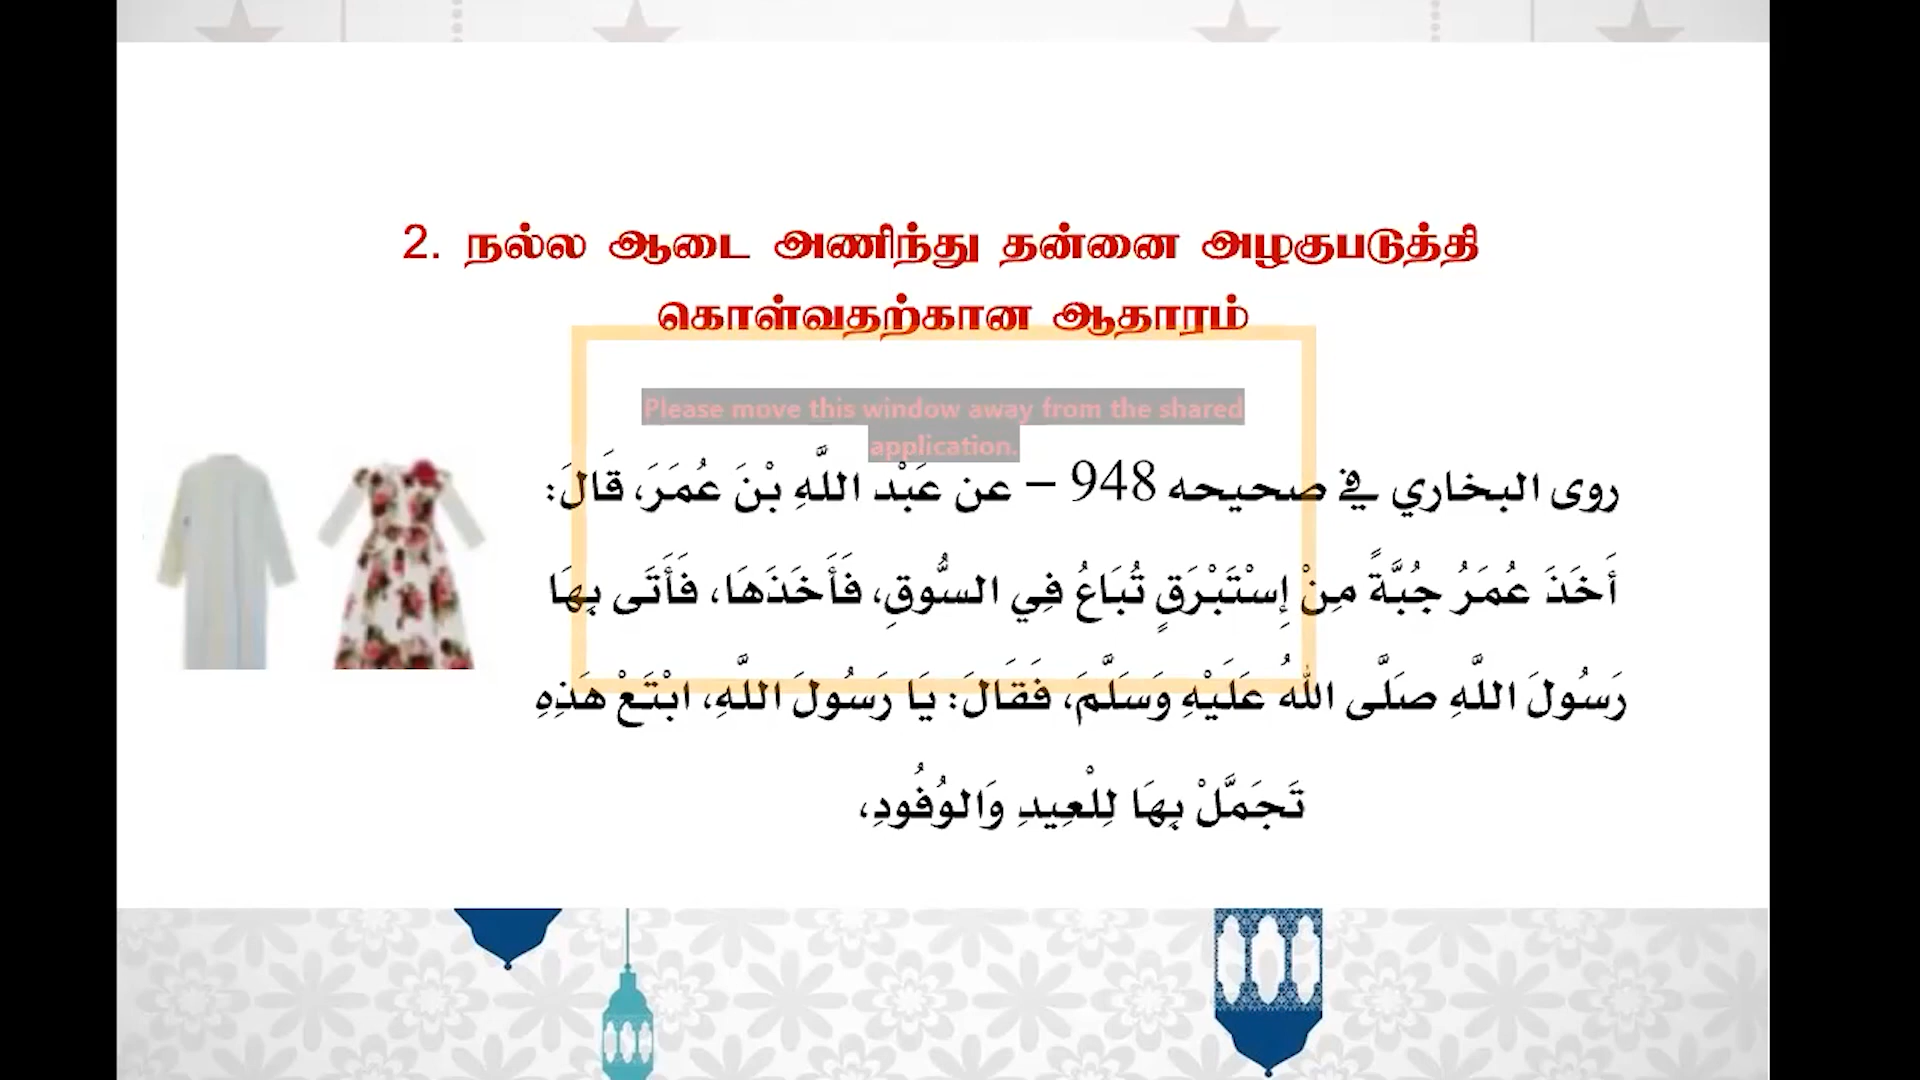 2. நல்ல ஆடை அணிந்து தன்னை அழகுபடுத்தி
கொள்வதற்கான ஆதாரம்
Please move this window away from the shared
application.
روى البخاري في صحيحه 948 – عن عَبْد اللَّهِ بْنَ عُمَرَ، قَالَ:
أَخَذَ عُمَرُ جُبَّةً مِنْ إِسْتَبْرَقٍ تُبَاعُ فِي السُّوقِ، فَأَخَذَهَا، فَأَتَى بِهَا
رَسُولَ اللَّهِ صَلَّى اللهُ عَلَيْهِ وَسَلَّمَ، فَقَالَ: يَا رَسُولَ اللَّهِ، ابْتَعْ هَذِهِ
تَجَمَّلْ بِهَا لِلْعِيدِ وَالوُفُودِ،